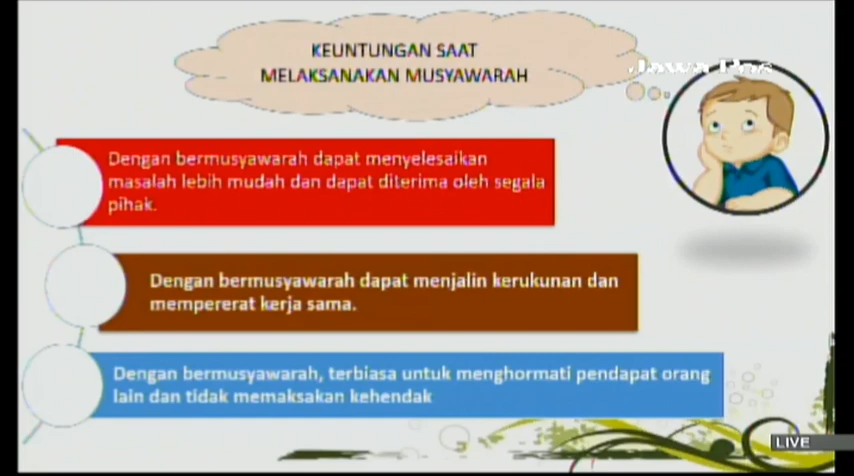 KEUNTUNGAN SAAT
MELAKSANAKAN MUSYAWARAH
Jawa Pos
Dengan bermusyawarah dapat menyelesaikan
masalah lebih mudah dan dapat diterima oleh segala
pihak.
Dengan bermusyawarah dapat menjalin kerukunan dan
mempererat kerja sama.
Dengan bermusyawarah, terbiasa untuk menghormati pendapat orang
lain dan tidak memaksakan kehendak
LIVE